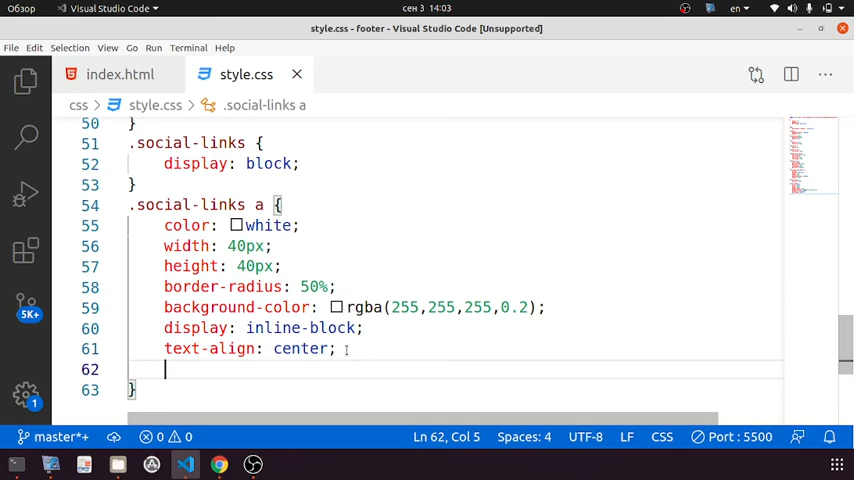 Обзор Visual Studio Code сен 3 14:03 en
style.css - footer - Visual Studio Code [Unsupported]
File Edit Selection View Go Run Terminal Help
index.html style.css
css > style.css > .social-links a
50 }
51 .social-links {
52 display: block;
53 }
54 .social-links a {
55 color: white;
56 width: 40px;
57 height: 40px;
58 border-radius: 50%;
59 background-color: rgba(255,255,255,0.2);
60 display: inline-block;
61 text-align: center;
62
63 }
5K+
1
master*+ 0 0 Ln 62, Col 5 Spaces: 4 UTF-8 LF CSS Port : 5500